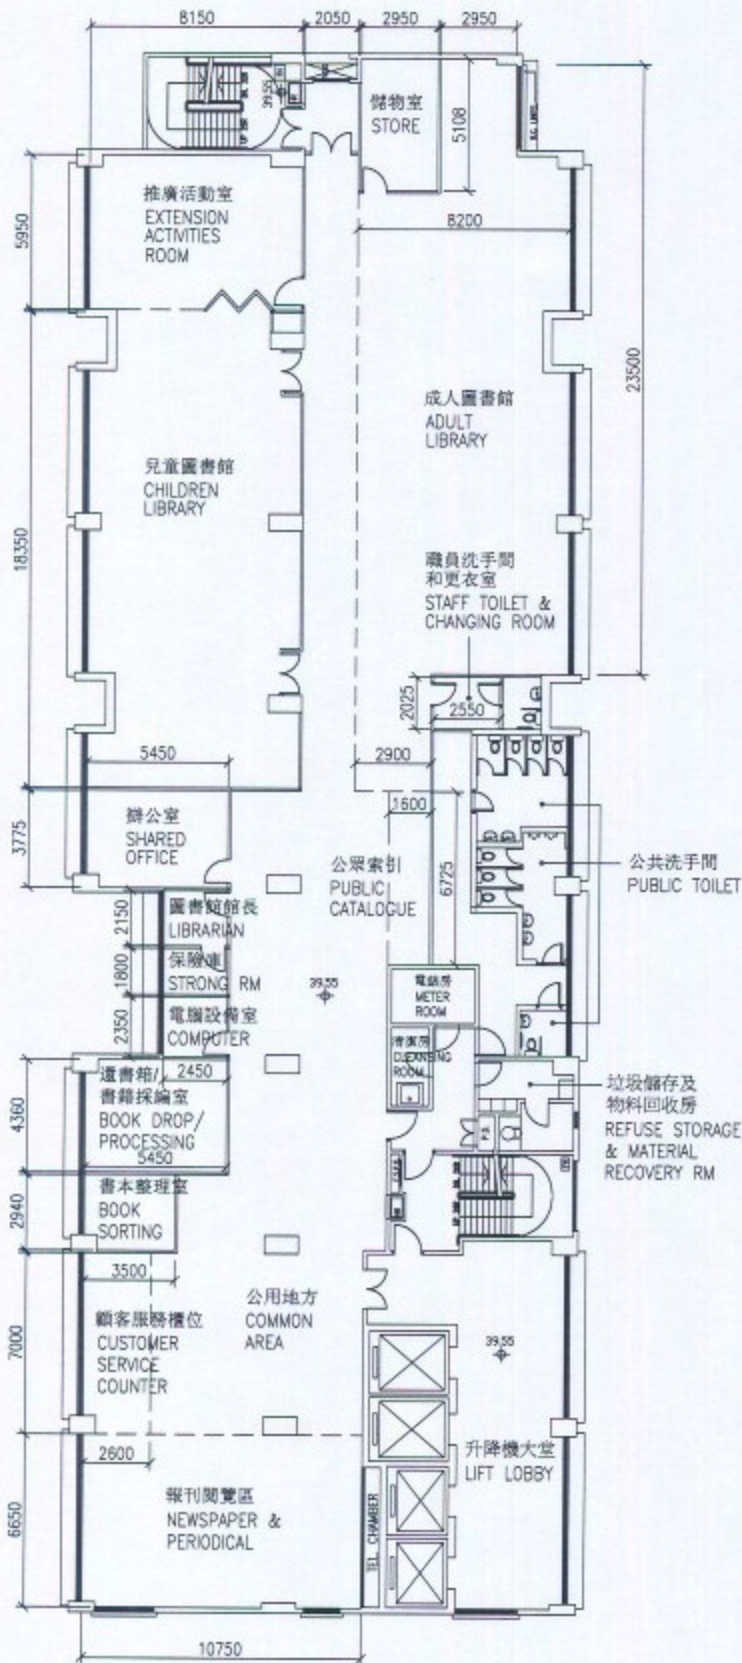 8150
2050
2950
2950
39.55
儲物室
STORE
5108
推廣活動室
EXTENSION
ACTIVITIES
ROOM
5950
8200
23500
成人圖書館
ADULT
LIBRARY
兒童圖書館
CHILDREN
LIBRARY
18350
職員洗手間
和更衣室
STAFF TOILET &
CHANGING ROOM
2025
2550
5450
2900
1600
3775
辦公室
SHARED
OFFICE
公眾索引
PUBLIC
CATALOGUE
6725
公共洗手間
PUBLIC TOILET
2150
圖書館館長
LIBRARIAN
1800
保險庫
STRONG RM
39.55
電錶房
METER
ROOM
2350
電腦設備室
COMPUTER
清潔房
CLEANSING
ROOM
2450
4360
還書箱/
書籍採編室
BOOK DROP/
PROCESSING
5450
垃圾儲存及
物料回收房
REFUSE STORAGE
& MATERIAL
RECOVERY RM
P.D.
2940
書本整理室
BOOK
SORTING
3500
7000
顧客服務櫃位
CUSTOMER
SERVICE
COUNTER
公用地方
COMMON
AREA
39.55
2600
升降機大堂
LIFT LOBBY
6650
報刊閱覽區
NEWSPAPER &
PERIODICAL
TEL. CHAMBER
10750